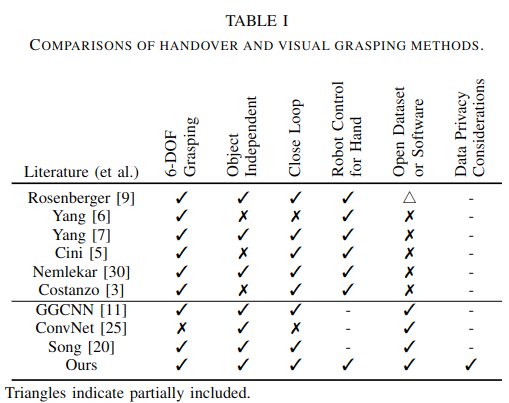 TABLE I
COMPARISONS OF HANDOVER AND VISUAL GRASPING METHODS.
Literature (et al.) 6-DOF Grasping Object Independent Close Loop Robot Control for Hand Open Dataset or Software Data Privacy Considerations
Rosenberger [9] ✓ ✓ ✓ ✓ △ -
Yang [6] ✓ ✗ ✗ ✓ ✗ -
Yang [7] ✓ ✓ ✓ ✓ ✗ -
Cini [5] ✓ ✗ ✓ ✓ ✗ -
Nemlekar [30] ✓ ✓ ✓ ✓ ✗ -
Costanzo [3] ✓ ✗ ✓ ✓ ✗ -
GGCNN [11] ✓ ✓ ✓ - ✓ -
ConvNet [25] ✗ ✓ ✗ - ✓ -
Song [20] ✓ ✓ ✓ - ✓ -
Ours ✓ ✓ ✓ ✓ ✓ ✓
Triangles indicate partially included.